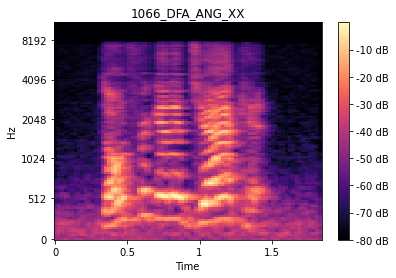 1066_DFA_ANG_XX
8192
4096
2048
1024
512
0
Hz
0
0.5
1
1.5
Time
-10 dB
-20 dB
-30 dB
-40 dB
-50 dB
-60 dB
-70 dB
-80 dB